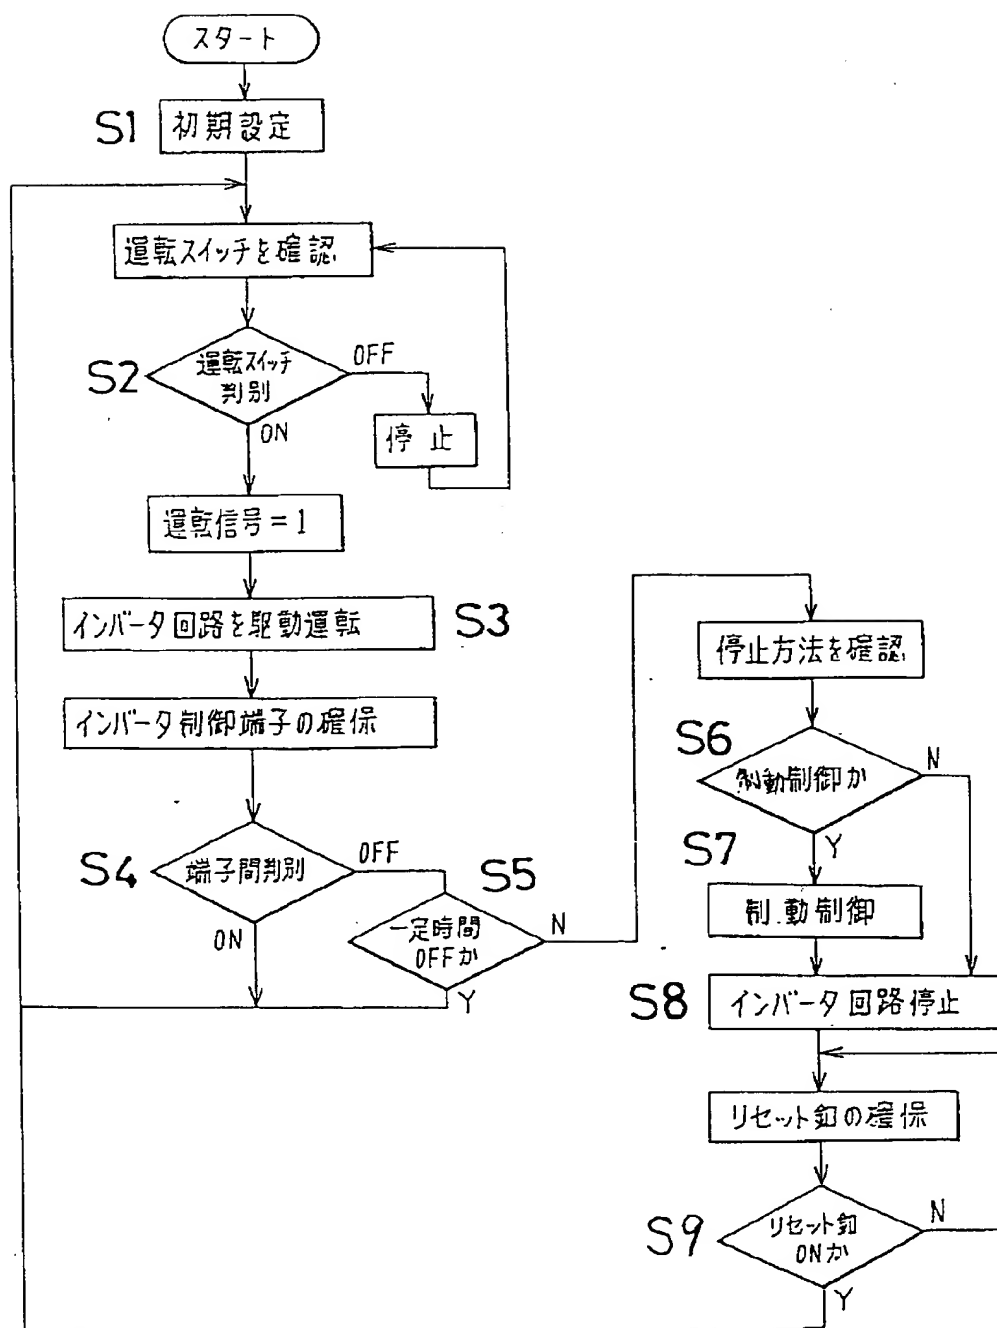 スタート
S1
初期設定
運転スイッチを確認
S2
運転スイッチ
判別
OFF
ON
停止
運転信号=1
インバータ回路を駆動運転
S3
インバータ制御端子の確保
S4
端子間判別
OFF
ON
S5
一定時間
OFFか
N
Y
停止方法を確認
S6
制動制御か
N
Y
S7
制動制御
S8
インバータ回路停止
リセット釦の確保
S9
リセット釦
ONか
N
Y